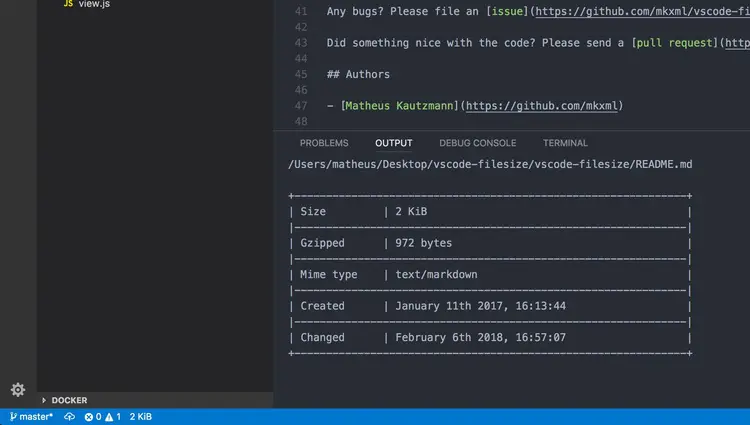 JS view.js
41 Any bugs? Please file an [issue](https://github.com/mkxml/vscode-fi
42
43 Did something nice with the code? Please send a [pull request](http
44
45 ## Authors
46
47 - [Matheus Kautzmann](https://github.com/mkxml)
48
PROBLEMS OUTPUT DEBUG CONSOLE TERMINAL
/Users/matheus/Desktop/vscode-filesize/vscode-filesize/README.md
| Size | 2 KiB |
| Gzipped | 972 bytes |
| Mime type | text/markdown |
| Created | January 11th 2017, 16:13:44 |
| Changed | February 6th 2018, 16:57:07 |
DOCKER
master* 0 1 2 KiB